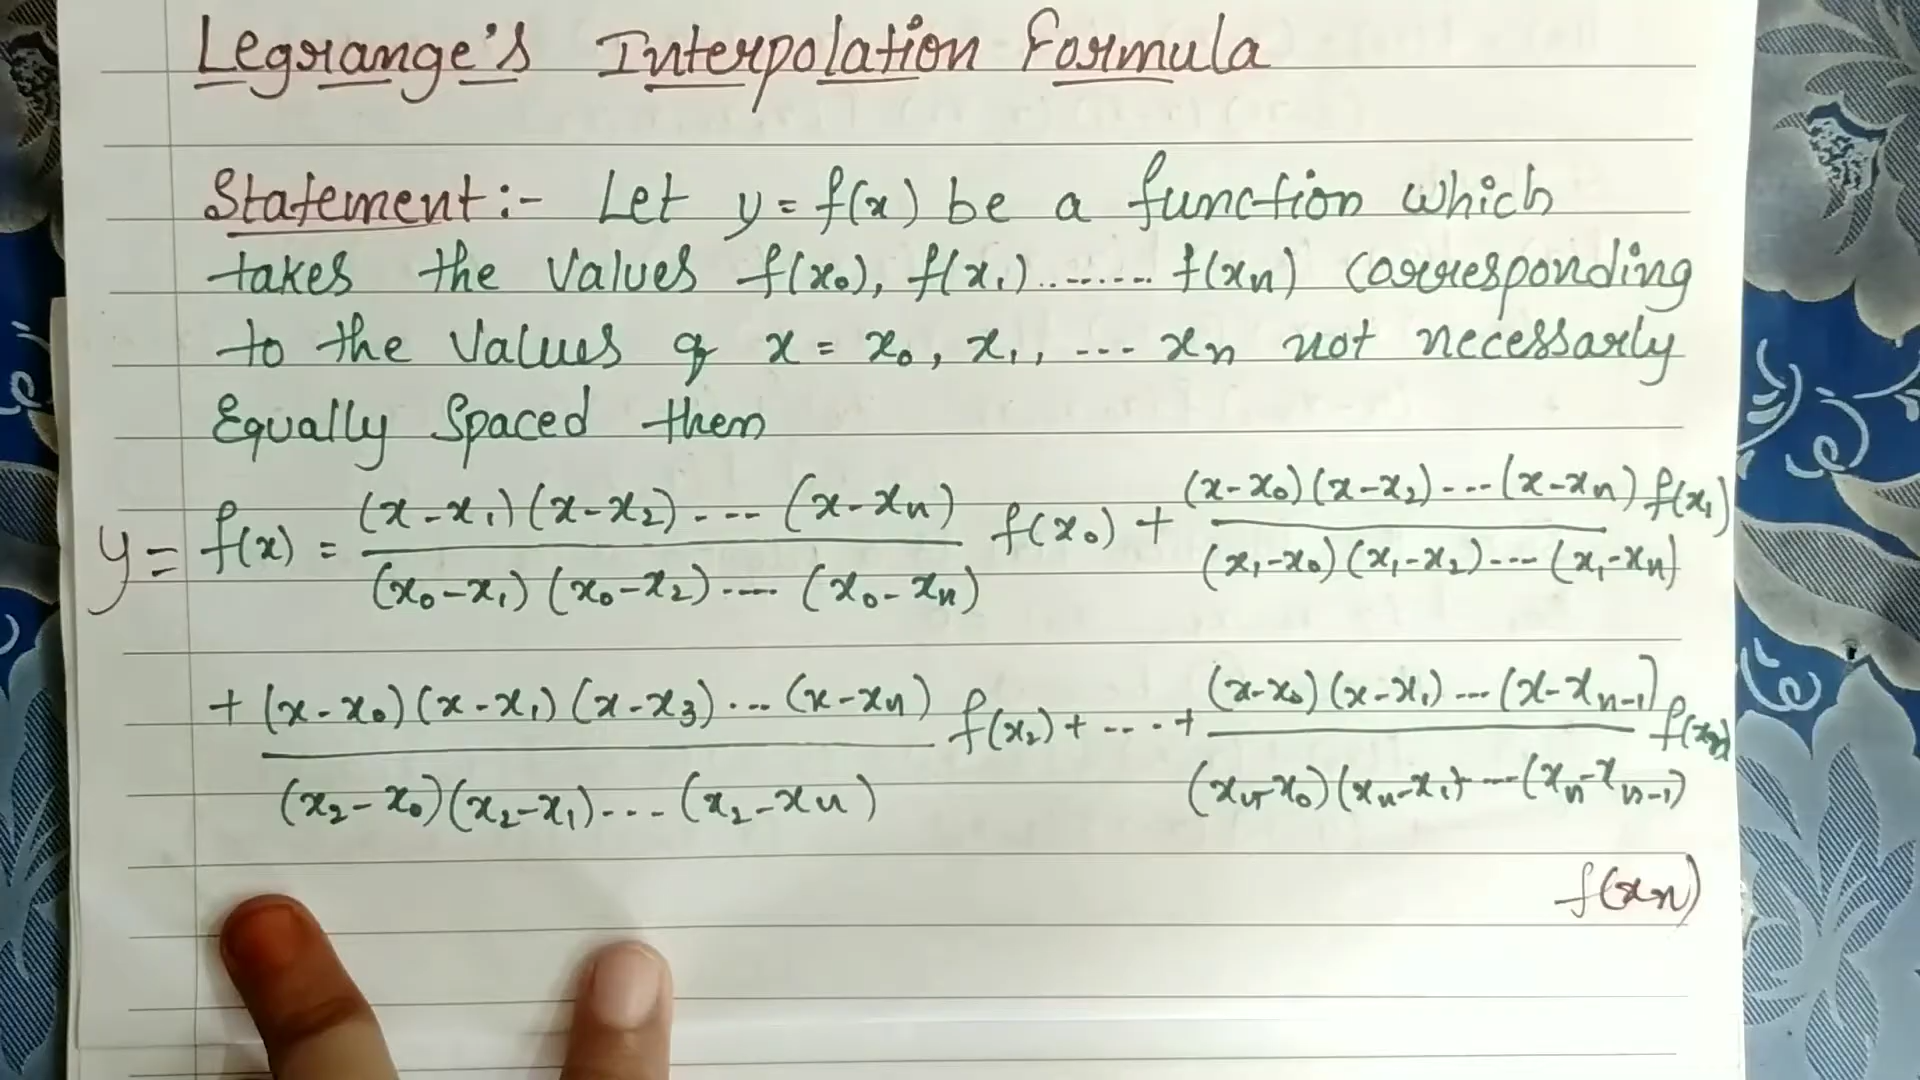 Legrange's Interpolation Formula
Statement :- Let y = f(x) be a function which
takes the values f(x₀), f(x₁)........ f(xn) corresponding
to the values of x = x₀, x₁, --- xn not necessarly
Equally Spaced then
y = f(x) = (x-x₁)(x-x₂)---- (x-xn) / (x₀-x₁)(x₀-x₂)---- (x₀-xn) f(x₀) + (x-x₀)(x-x₂)---- (x-xn) / (x₁-x₀)(x₁-x₂)---- (x₁-xn) f(x₁)
+ (x-x₀)(x-x₁)(x-x₃)--- (x-xn) / (x₂-x₀)(x₂-x₁)---- (x₂-xn) f(x₂) + ---- + (x-x₀)(x-x₁)--- (x-xn-1) / (xn-x₀)(xn-x₁)---- (xn-xn-1) f(xn)
f(xn)